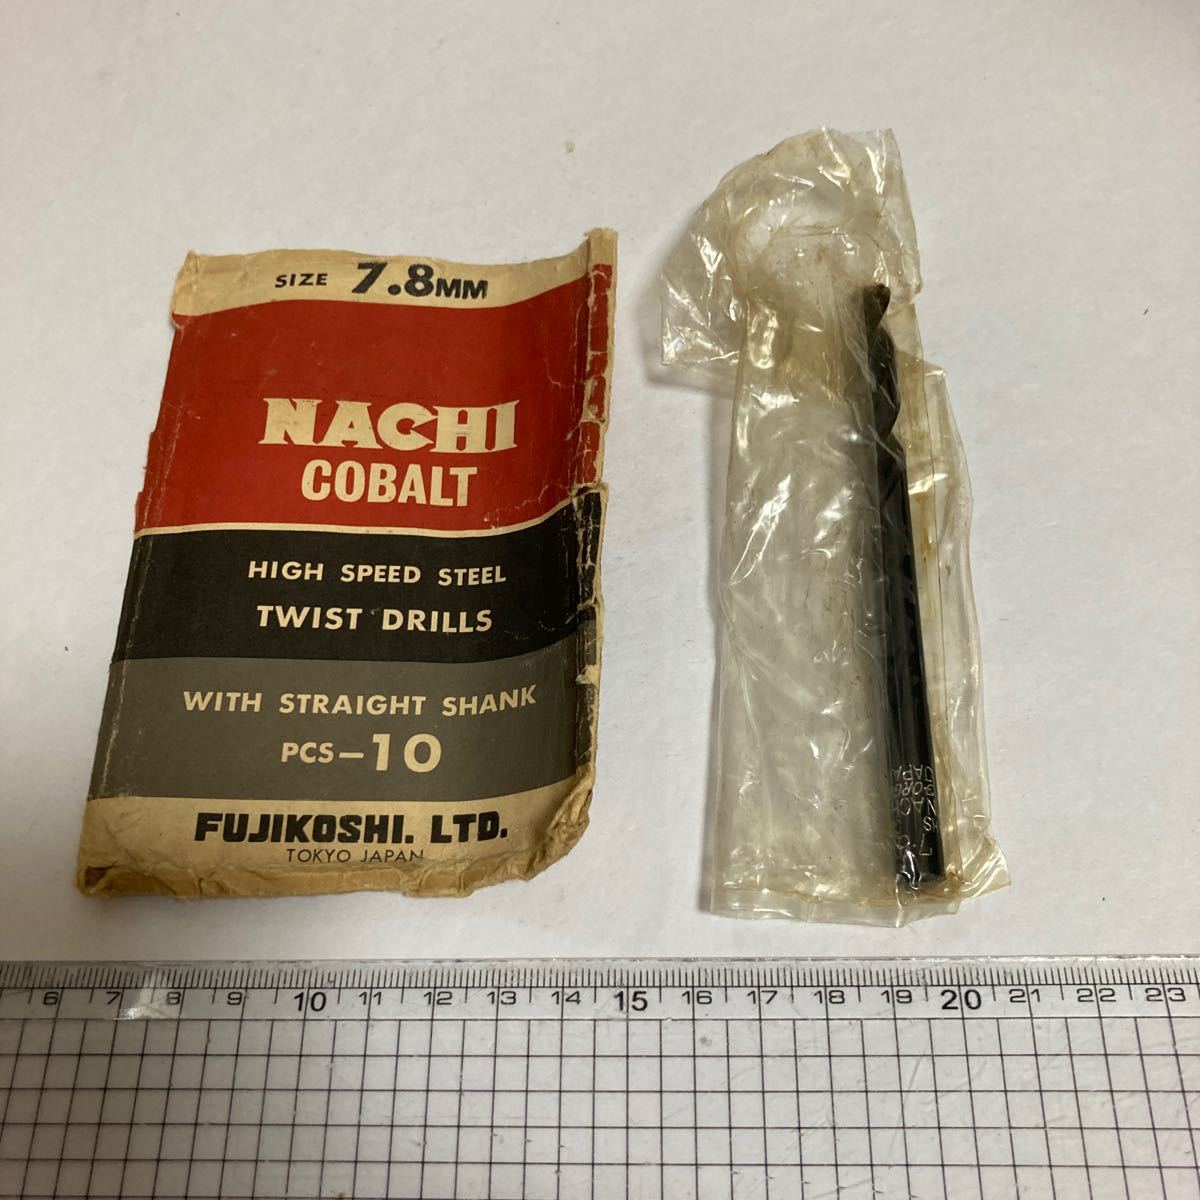 SIZE 7.8MM
NACHI
COBALT
HIGH SPEED STEEL
TWIST DRILLS
WITH STRAIGHT SHANK
PCS-10
FUJIKOSHI. LTD.
TOKYO JAPAN
6 7 8 9 10 11 12 13 14 15 16 17 18 19 20 21 22 23